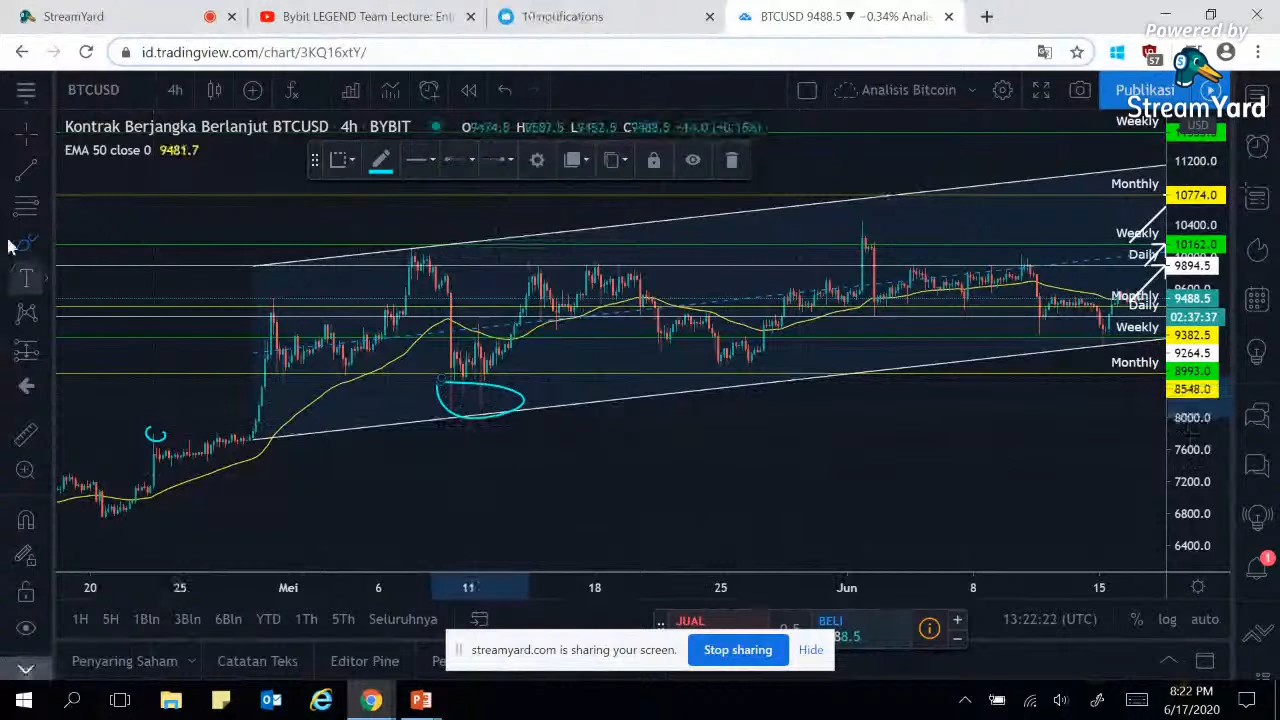 StreamYard
Bybit LEGEND Team Lecture: Ent
BTCUSD 9488.5 ▼ −0.34% Analis
Powered by
id.tradingview.com/chart/3KQ16xtY/
57
BTCUSD
4h
Analisis Bitcoin
Publikasi
StreamYard
Kontrak Berjangka Berlanjut BTCUSD 4h BYBIT
Weekly
USD
EMA 50 close 0 9481.7
11200.0
Monthly
10774.0
10400.0
Weekly
10162.0
Daily
9894.5
Monthly
9488.5
Daily
02:37:37
Weekly
9382.5
9264.5
Monthly
8993.0
8548.0
8000.0
7600.0
7200.0
6800.0
6400.0
20
25
Mei
6
11
18
25
Jun
8
15
1H
5H
1Bln
3Bln
6Bln
YTD
1Th
5Th
Seluruhnya
JUAL
BELI
13:22:22 (UTC)
%
log
auto
1
streamyard.com is sharing your screen.
Stop sharing
Hide
Penyaring Saham
Catatan Teks
Editor Pine
8:22 PM
6/17/2020